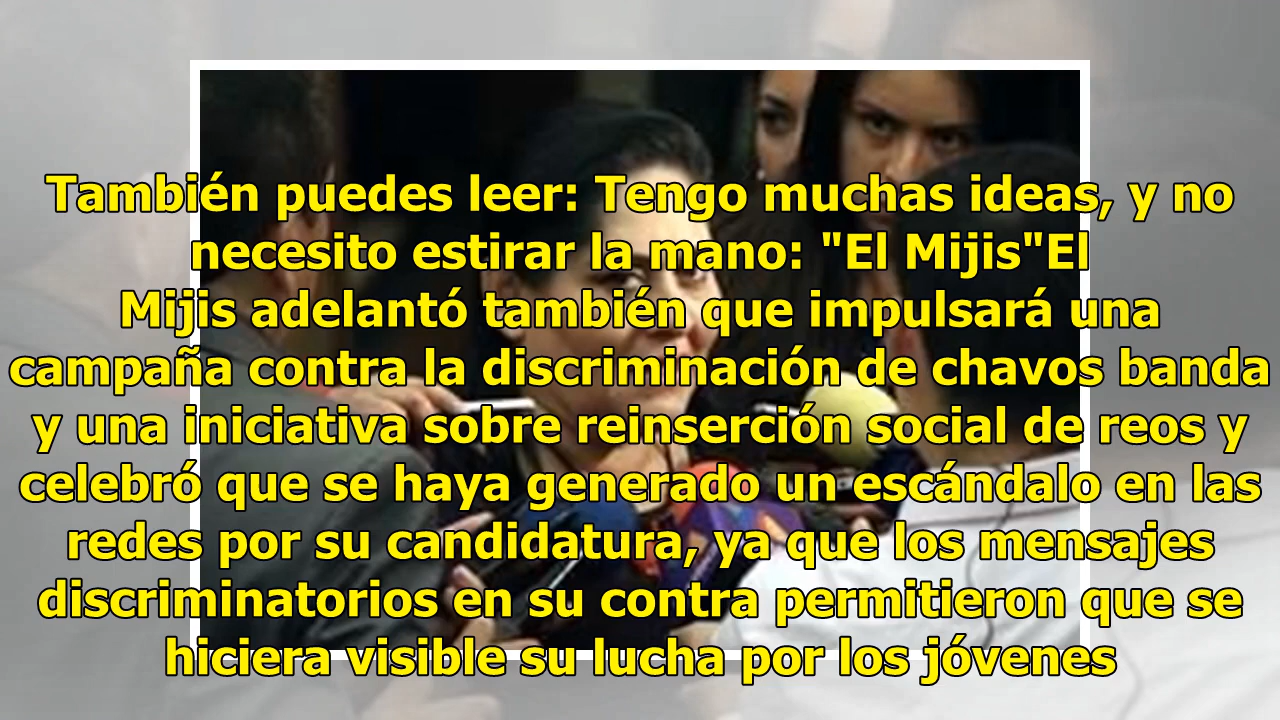 También puedes leer: Tengo muchas ideas, y no
necesito estirar la mano: "El Mijis"El
Mijis adelantó también que impulsará una
campaña contra la discriminación de chavos banda
y una iniciativa sobre reinserción social de reos y
celebró que se haya generado un escándalo en las
redes por su candidatura, ya que los mensajes
discriminatorios en su contra permitieron que se
hiciera visible su lucha por los jóvenes